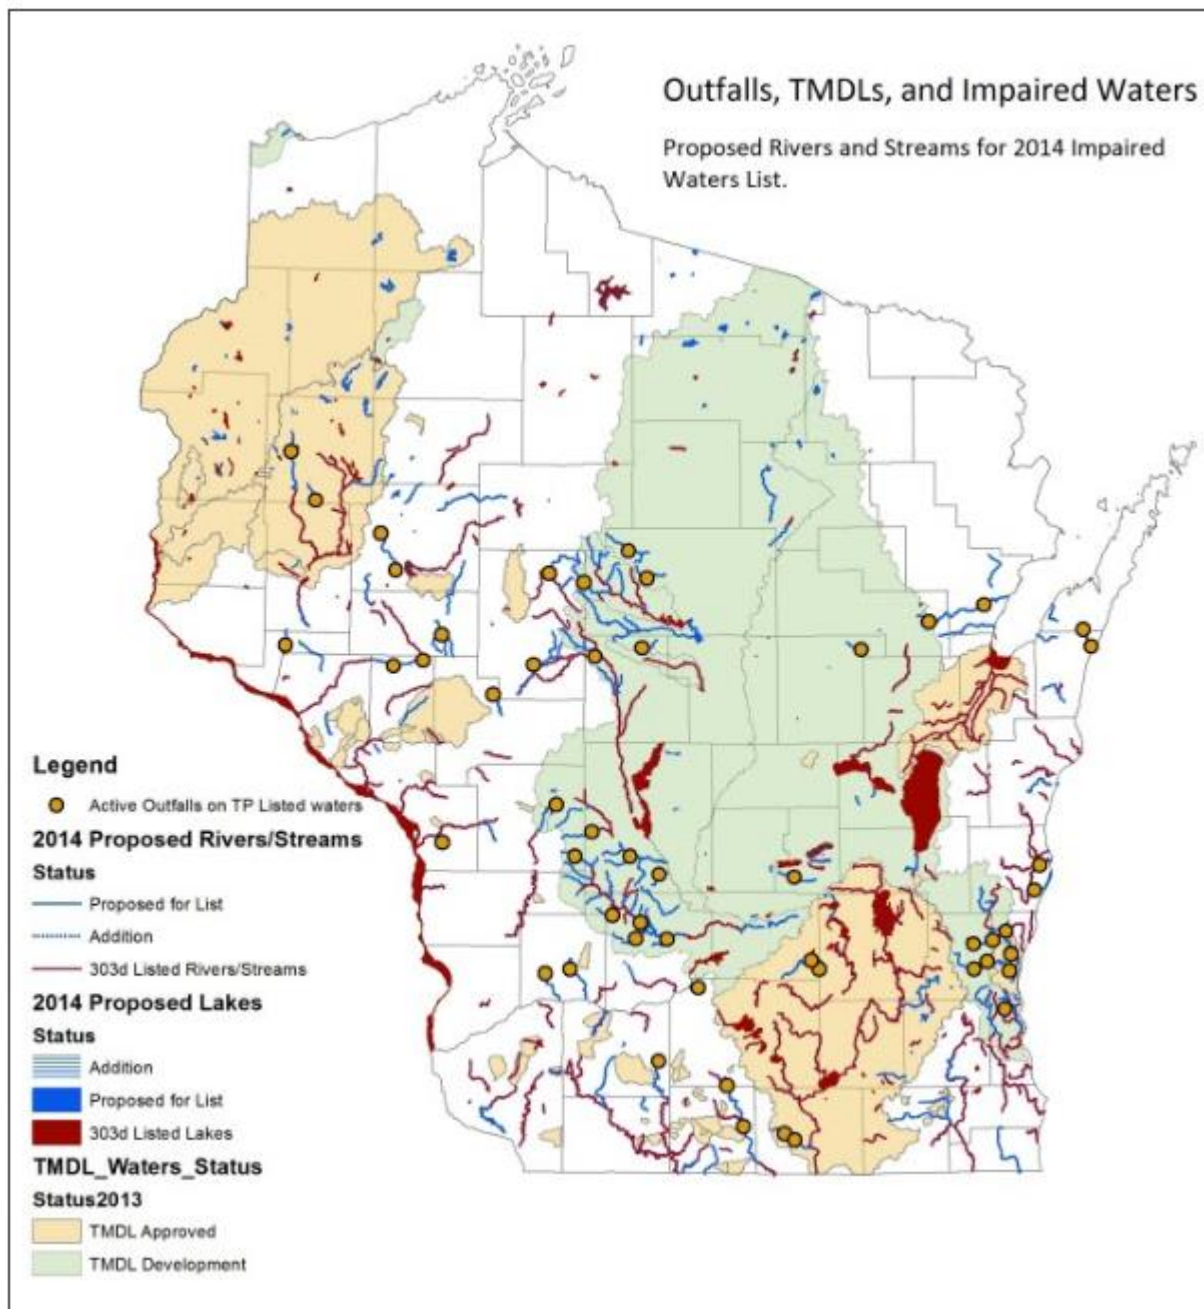 Outfalls, TMDLs, and Impaired Waters
Proposed Rivers and Streams for 2014 Impaired
Waters List.
Legend
Active Outfalls on TP Listed waters
2014 Proposed Rivers/Streams
Status
Proposed for List
Addition
303d Listed Rivers/Streams
2014 Proposed Lakes
Status
Addition
Proposed for List
303d Listed Lakes
TMDL_Waters_Status
Status2013
TMDL Approved
TMDL Development